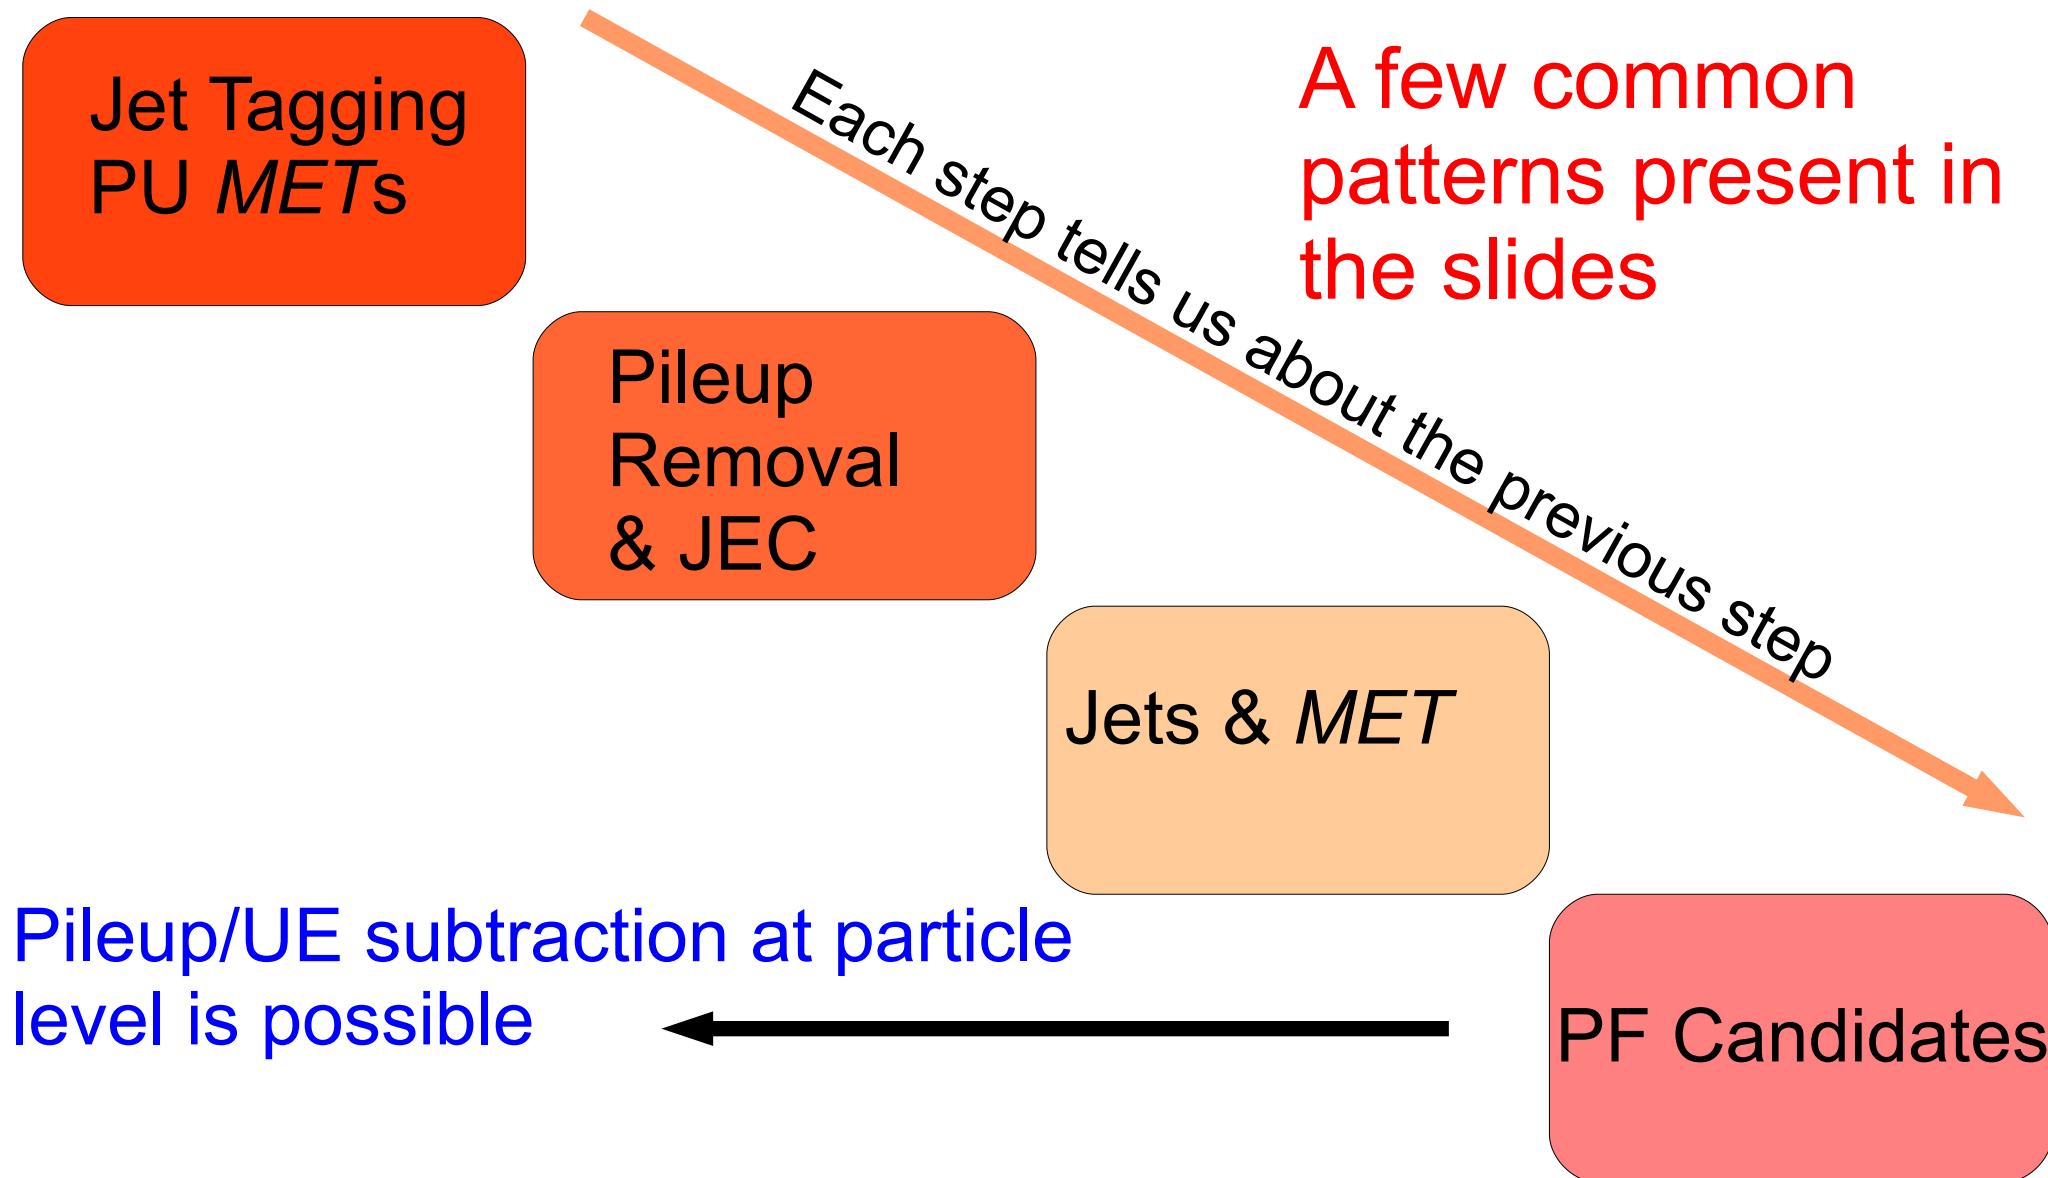 Jet Tagging
PU METs
Each step tells us about the previous step
A few common
patterns present in
the slides
Pileup
Removal
& JEC
Jets & MET
Pileup/UE subtraction at particle
level is possible
PF Candidates